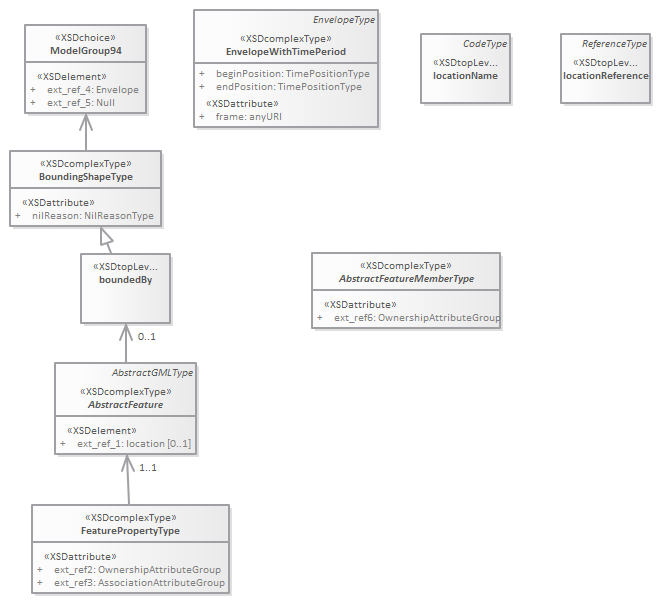 «XSDchoice»
ModelGroup94
«XSDelement»
+ ext_ref_4: Envelope
+ ext_ref_5: Null
EnvelopeType
«XSDcomplexType»
EnvelopeWithTimePeriod
+ beginPosition: TimePositionType
+ endPosition: TimePositionType
«XSDattribute»
+ frame: anyURI
CodeType
«XSDtopLev...
locationName
ReferenceType
«XSDtopLev...
locationReference
«XSDcomplexType»
BoundingShapeType
«XSDattribute»
+ nilReason: NilReasonType
«XSDtopLev...
boundedBy
0..1
«XSDcomplexType»
AbstractFeatureMemberType
«XSDattribute»
+ ext_ref6: OwnershipAttributeGroup
AbstractGMLType
«XSDcomplexType»
AbstractFeature
«XSDelement»
+ ext_ref_1: location [0..1]
1..1
«XSDcomplexType»
FeaturePropertyType
«XSDattribute»
+ ext_ref2: OwnershipAttributeGroup
+ ext_ref3: AssociationAttributeGroup